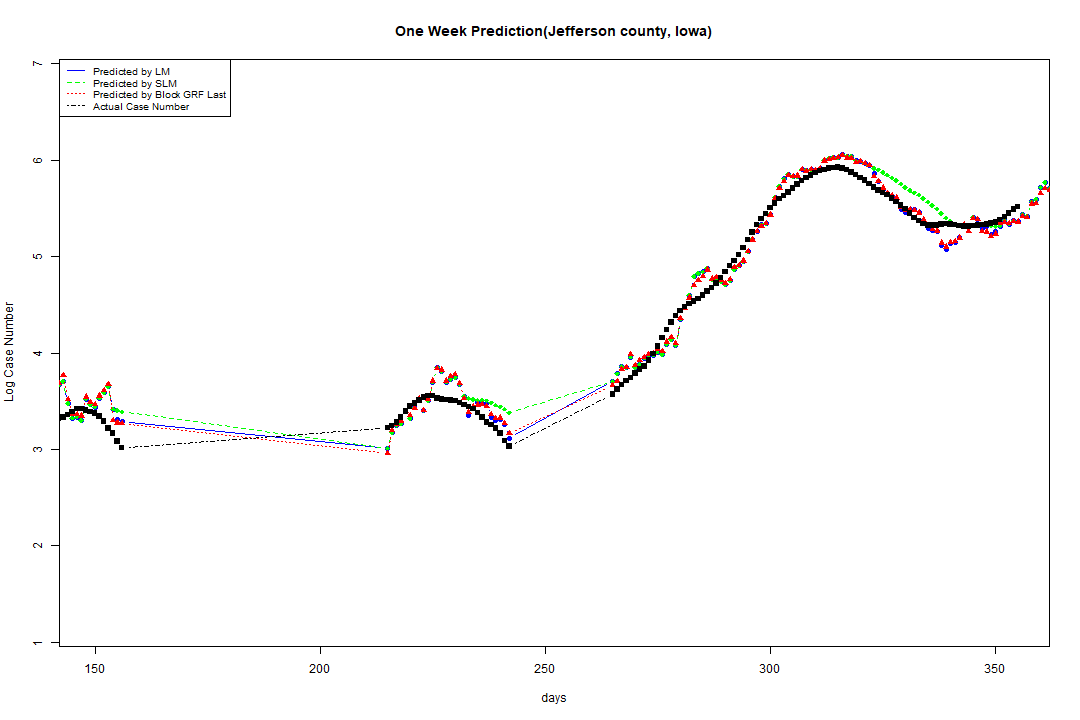 One Week Prediction(Jefferson county, Iowa)
Predicted by LM
Predicted by SLM
Predicted by Block GRF Last
Actual Case Number
7
6
5
4
3
2
1
Log Case Number
150 200 250 300 350
days